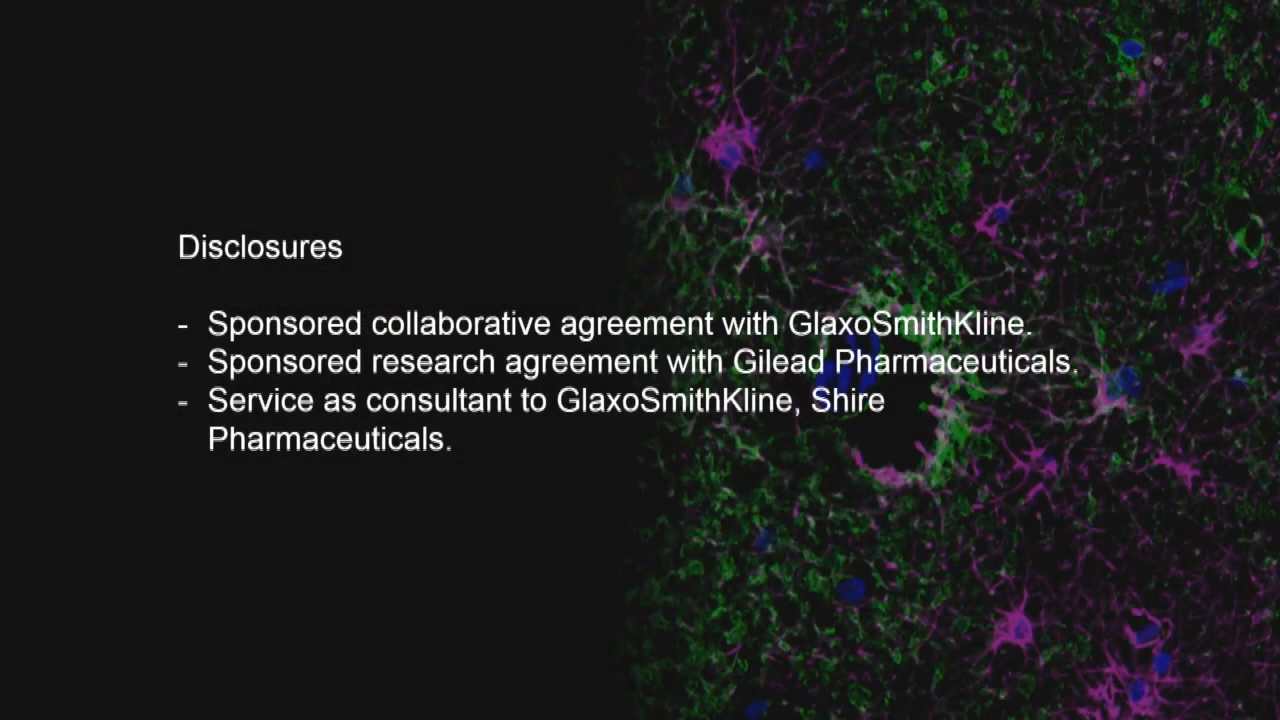 Disclosures
- Sponsored collaborative agreement with GlaxoSmithKline.
- Sponsored research agreement with Gilead Pharmaceuticals.
- Service as consultant to GlaxoSmithKline, Shire
Pharmaceuticals.